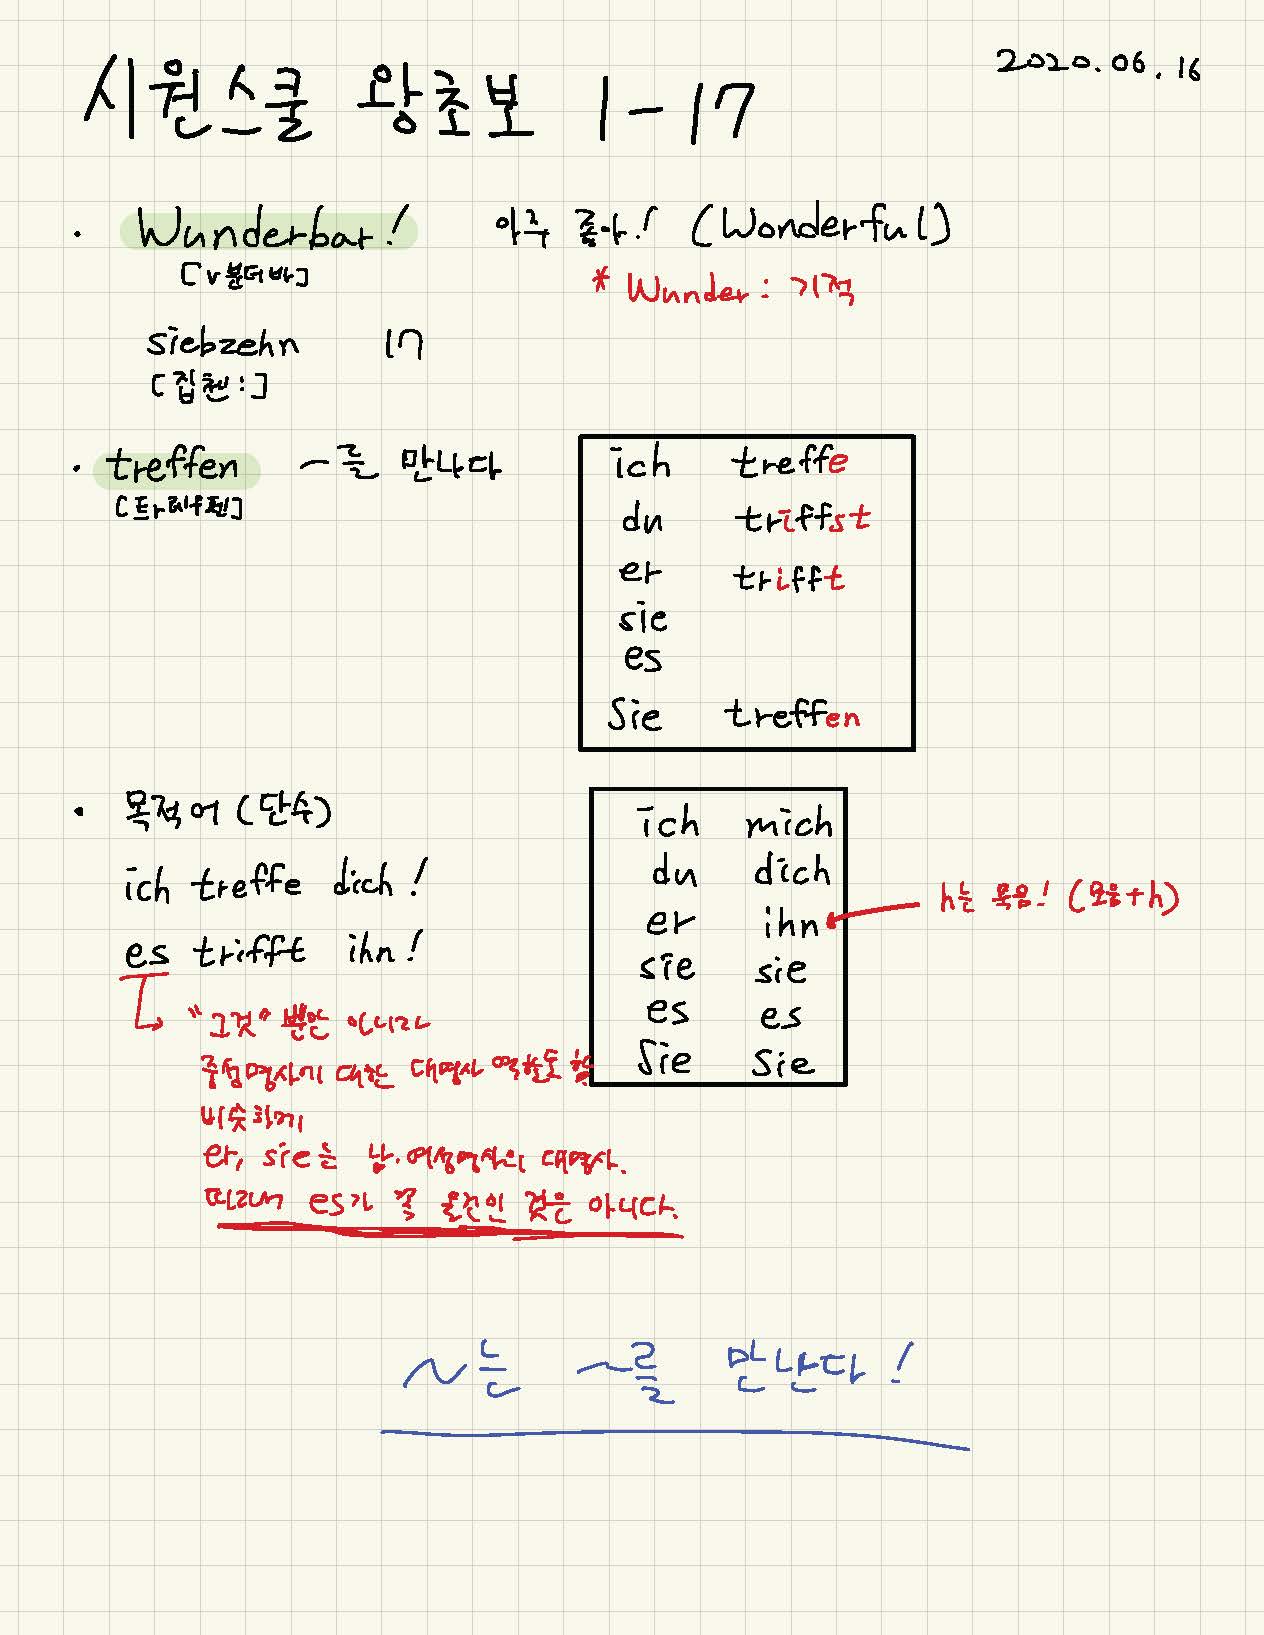 2020.06.16
시원스쿨 왕초보 1-17
· Wunderbar! 아주 좋아! (Wonderful)
[v분더바]
* Wunder: 기적
siebzehn 17
[집첸:]
· treffen ~를 만나다
[트r레f펜]
ich treffe
du triffst
er trifft
sie
es
Sie treffen
· 목적어(단수)
ich treffe dich!
es trifft ihn!
"그것" 뿐만 아니라
중성명사에 대한 대명사 역할도 함
비슷하게
er, sie는 남·여성명사의 대명사.
따라서 es가 꼭 물건인 것은 아니다.
ich mich
du dich
er ihn
sie sie
es es
Sie Sie
h는 묵음! (모음+h)
~는 ~를 만난다!